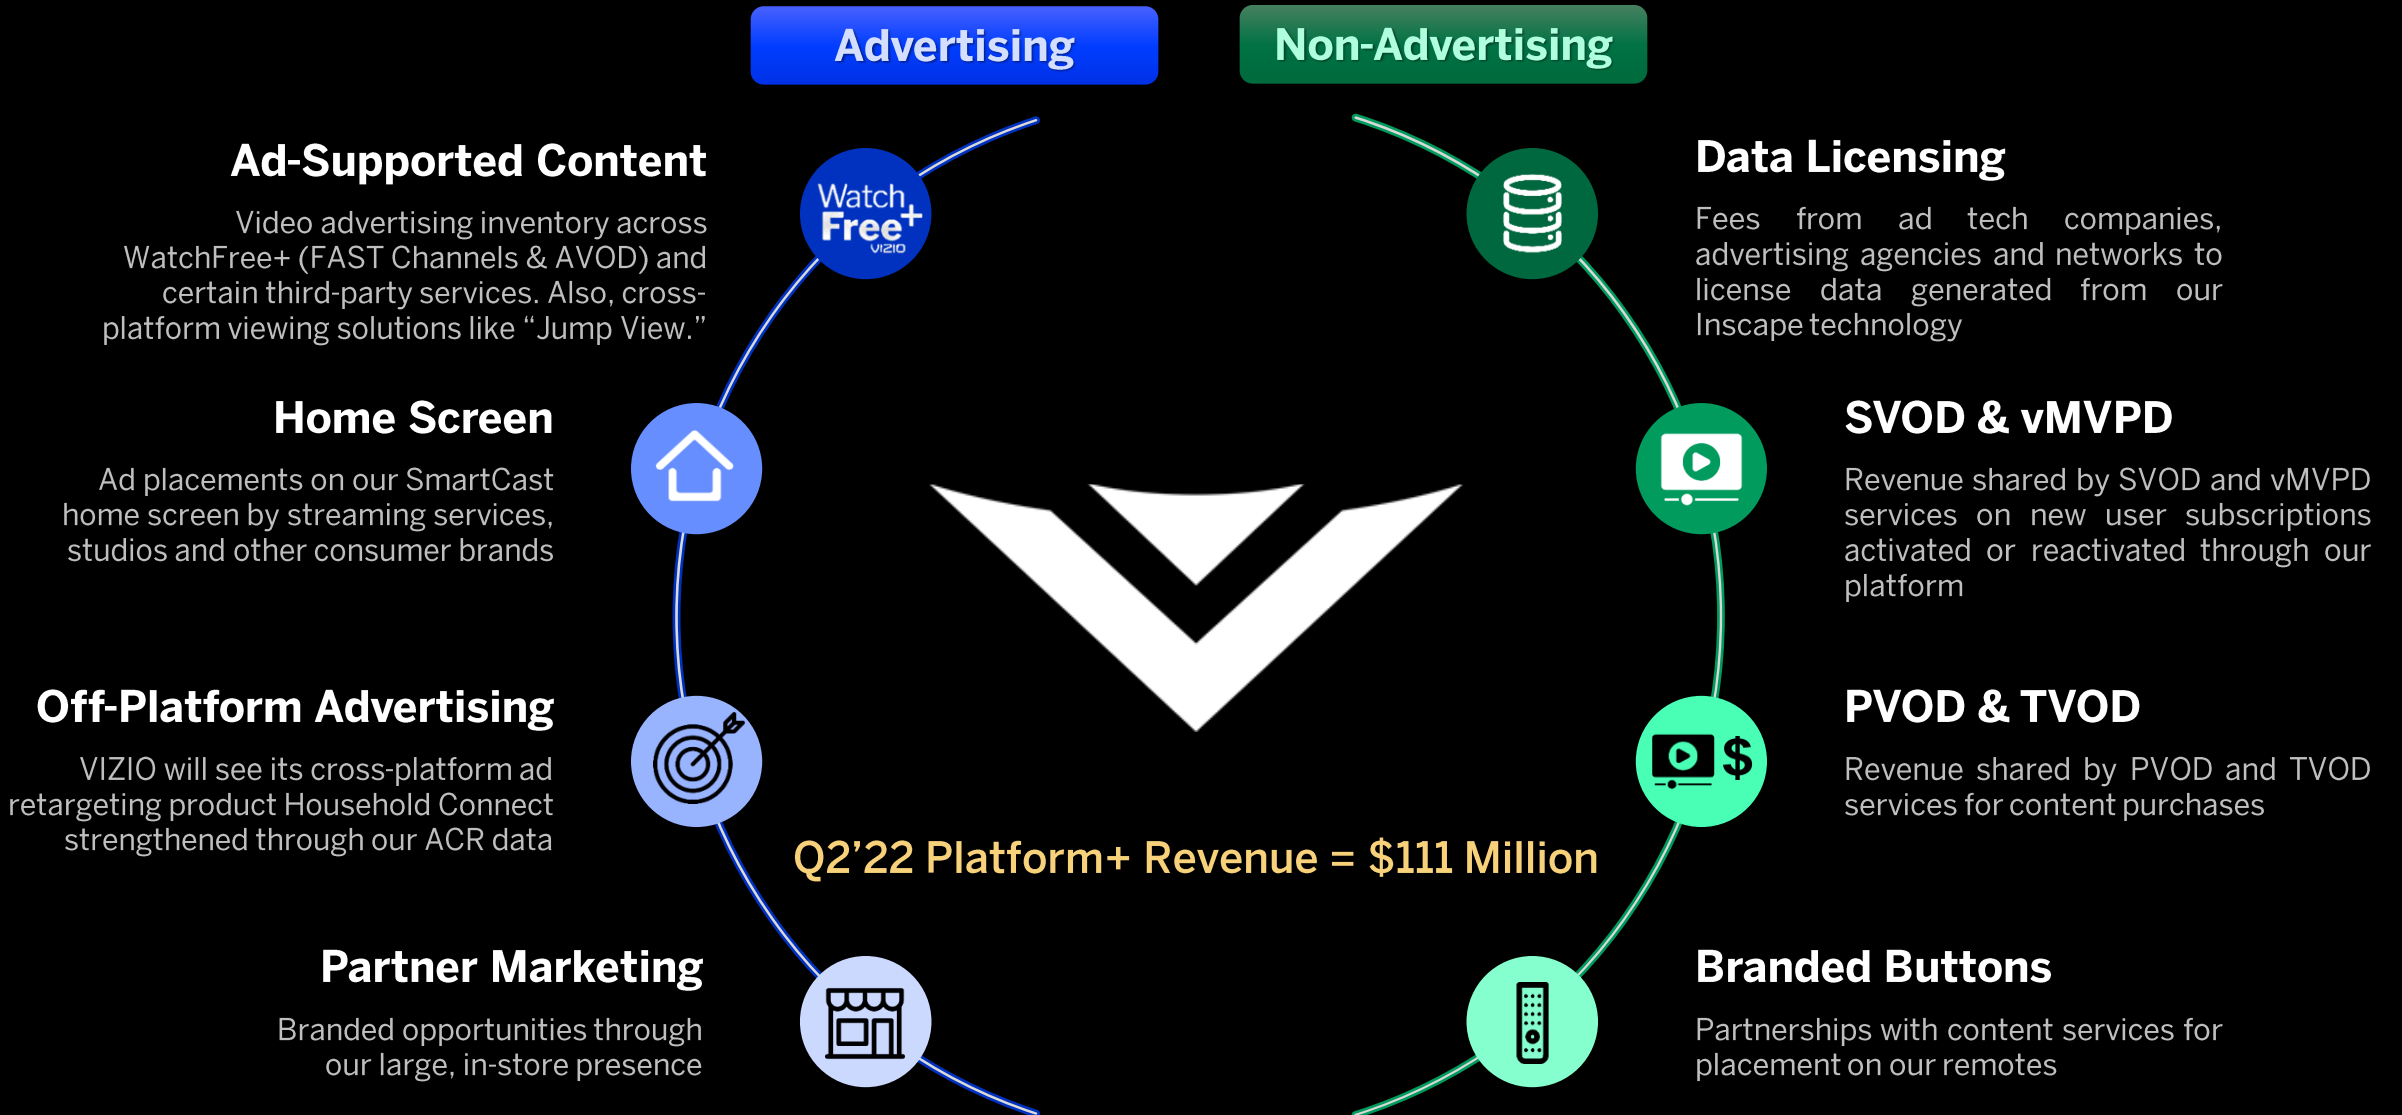 Advertising
Non-Advertising
Ad-Supported Content
Video advertising inventory across
WatchFree+ (FAST Channels & AVOD) and
certain third-party services. Also, cross-
platform viewing solutions like “Jump View.”
Watch
Free+
VIZIO
Home Screen
Ad placements on our SmartCast
home screen by streaming services,
studios and other consumer brands
Off-Platform Advertising
VIZIO will see its cross-platform ad
retargeting product Household Connect
strengthened through our ACR data
Partner Marketing
Branded opportunities through
our large, in-store presence
Q2’22 Platform+ Revenue = $111 Million
Data Licensing
Fees from ad tech companies,
advertising agencies and networks to
license data generated from our
Inscape technology
SVOD & vMVPD
Revenue shared by SVOD and vMVPD
services on new user subscriptions
activated or reactivated through our
platform
$
PVOD & TVOD
Revenue shared by PVOD and TVOD
services for content purchases
Branded Buttons
Partnerships with content services for
placement on our remotes